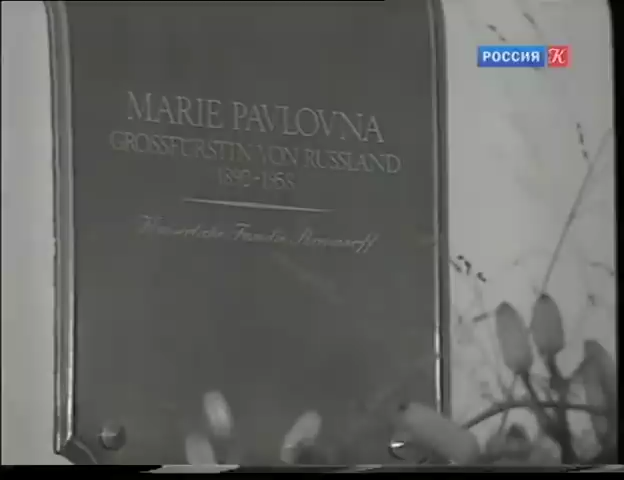 РОССИЯ К
MARIE PAVLOVNA
GROSSFÜRSTIN VON RUSSLAND
1890-1958
Kaiserliche Familie Romanoff